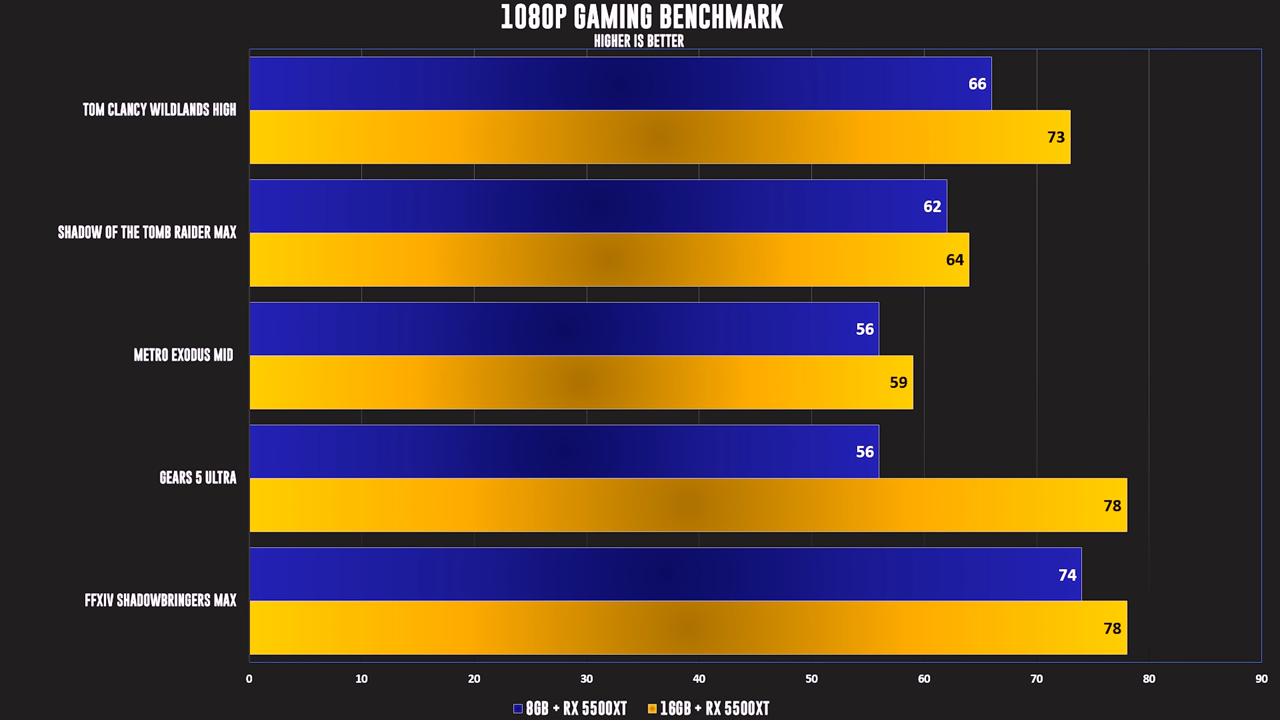 1080P GAMING BENCHMARK
HIGHER IS BETTER
TOM CLANCY WILDLANDS HIGH
66
73
SHADOW OF THE TOMB RAIDER MAX
62
64
METRO EXODUS MID
56
59
GEARS 5 ULTRA
56
78
FFXIV SHADOWBRINGERS MAX
74
78
0 10 20 30 40 50 60 70 80 90
8GB + RX 5500XT 16GB + RX 5500XT